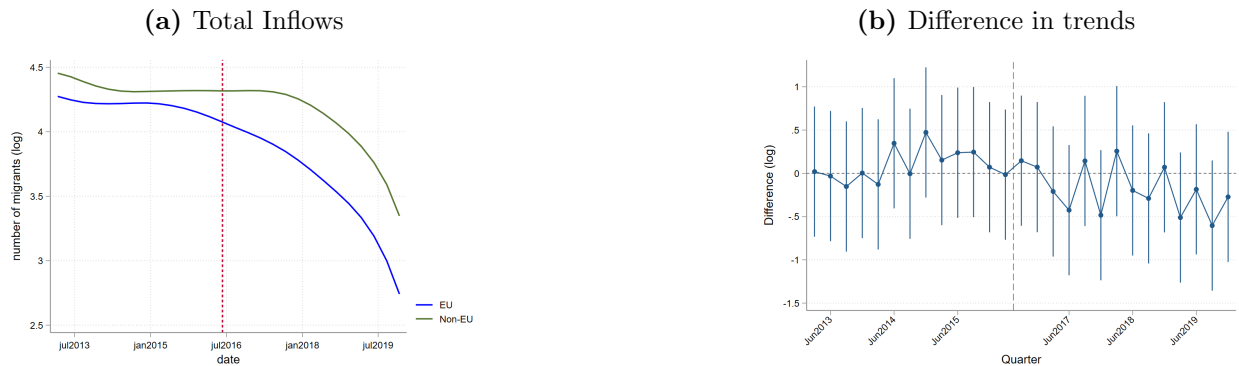 (a) Total Inflows
4.5
4
3.5
3
2.5
number of migrants (log)
jul2013 jan2015 jul2016 jan2018 jul2019
date
EU
Non-EU
(b) Difference in trends
1
.5
0
-.5
-1
-1.5
Difference (log)
Jun2013 Jun2014 Jun2015 Jun2017 Jun2018 Jun2019
Quarter